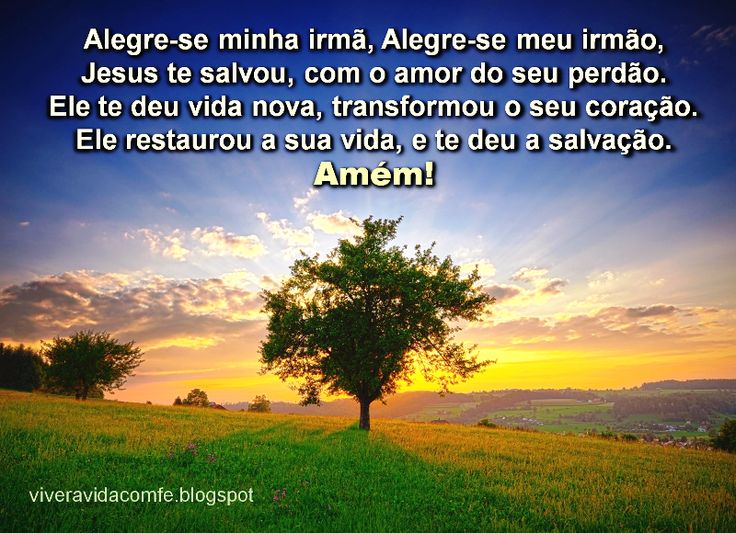 Alegre-se minha irmã, Alegre-se meu irmão,
Jesus te salvou, com o amor do seu perdão.
Ele te deu vida nova, transformou o seu coração.
Ele restaurou a sua vida, e te deu a salvação.
Amém!
viveravidacomfe.blogspot